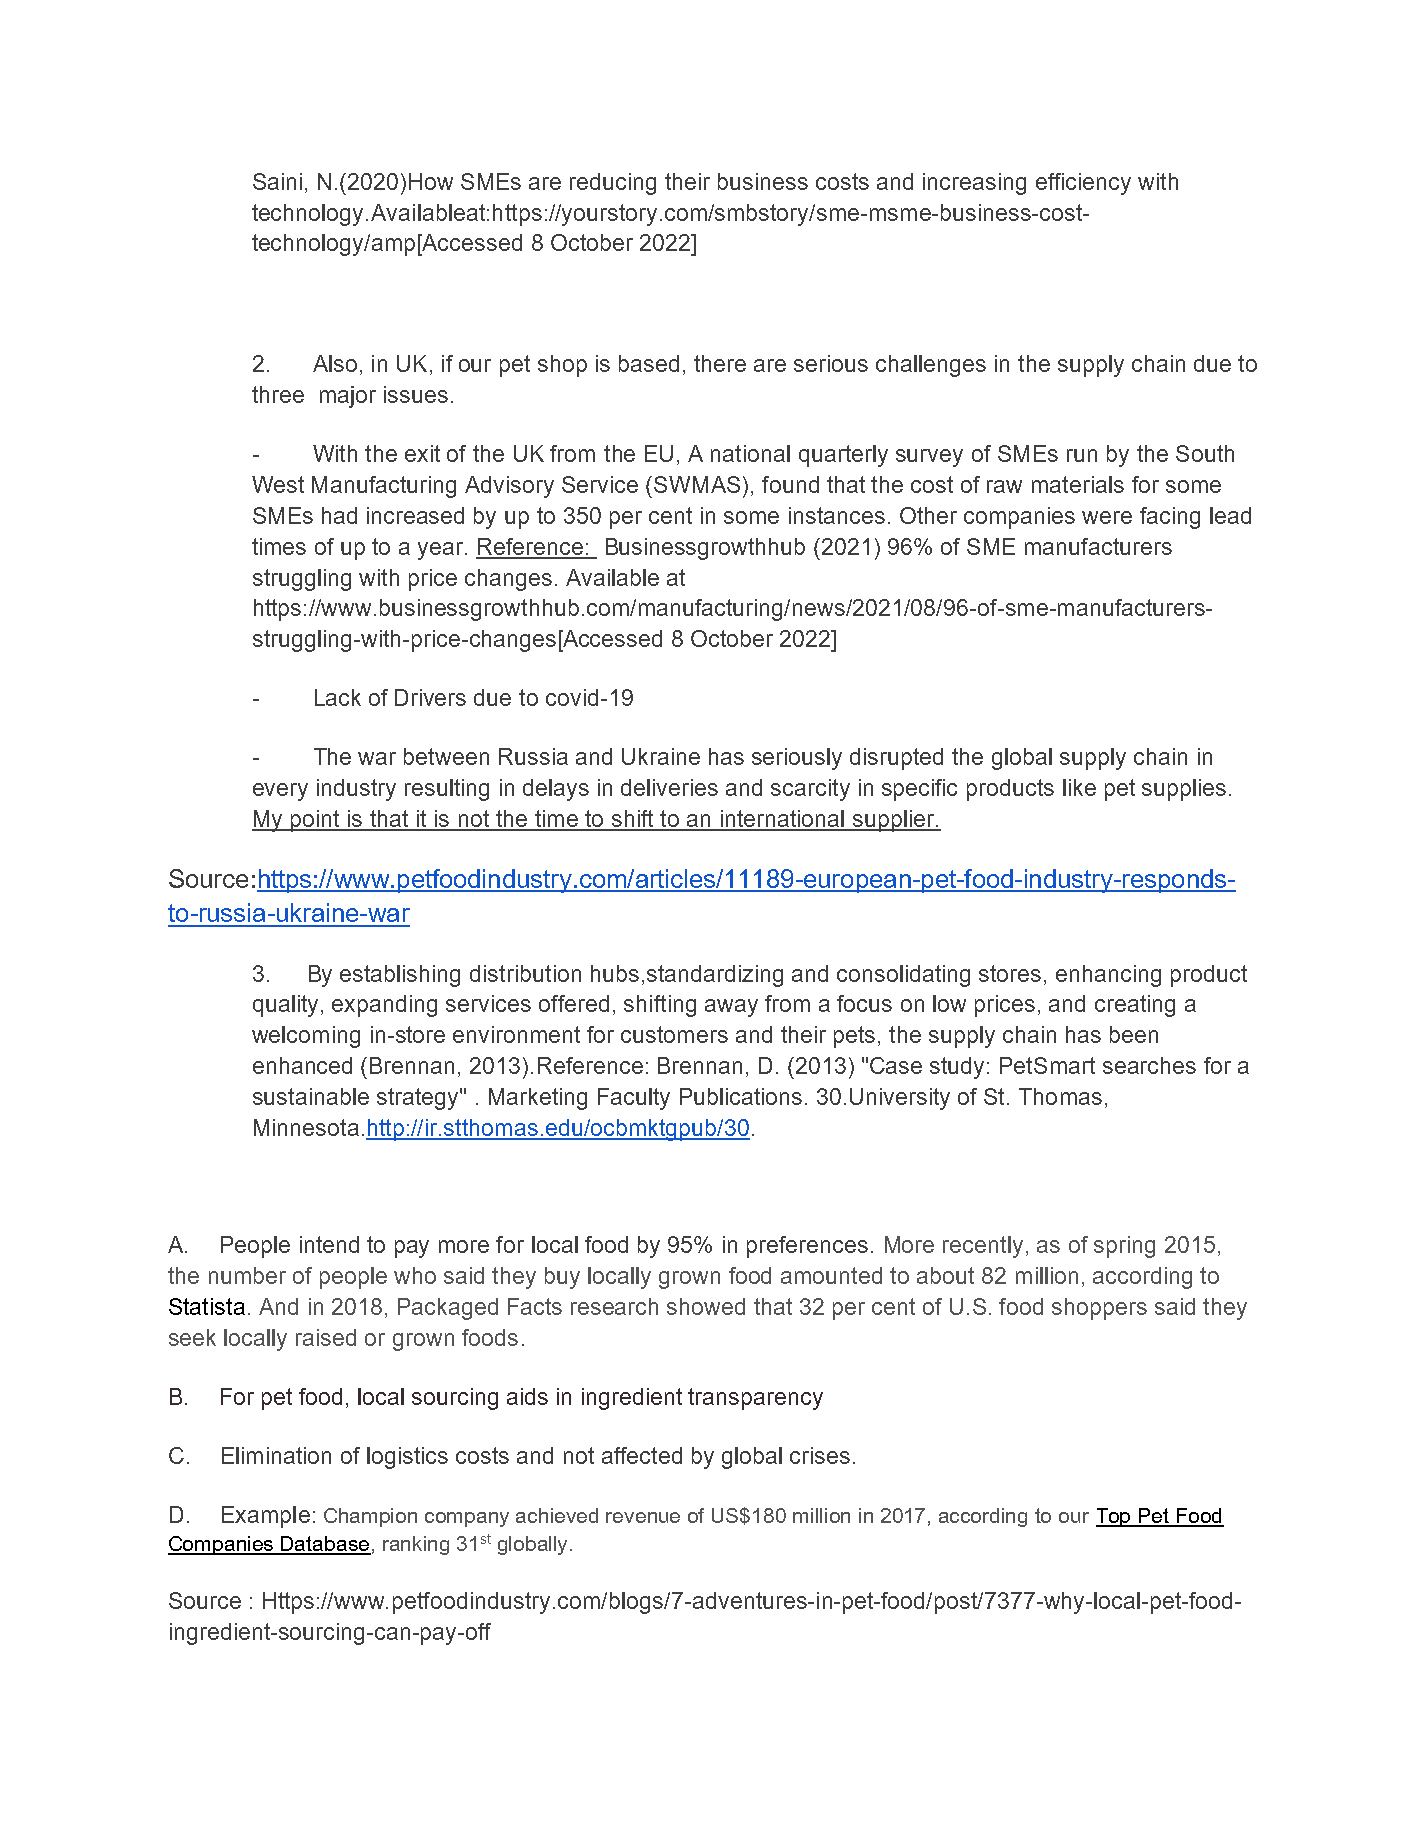 Saini, N.(2020)How SMEs are reducing their business costs and increasing efficiency with
technology.Availableat:https://yourstory.com/smbstory/sme-msme-business-cost-
technology/amp[Accessed 8 October 2022]
2. Also, in UK, if our pet shop is based, there are serious challenges in the supply chain due to
three major issues.
- With the exit of the UK from the EU, A national quarterly survey of SMEs run by the South
West Manufacturing Advisory Service (SWMAS), found that the cost of raw materials for some
SMEs had increased by up to 350 per cent in some instances. Other companies were facing lead
times of up to a year. Reference: Businessgrowthhub (2021) 96% of SME manufacturers
struggling with price changes. Available at
https://www.businessgrowthhub.com/manufacturing/news/2021/08/96-of-sme-manufacturers-
struggling-with-price-changes[Accessed 8 October 2022]
- Lack of Drivers due to covid-19
- The war between Russia and Ukraine has seriously disrupted the global supply chain in
every industry resulting in delays in deliveries and scarcity in specific products like pet supplies.
My point is that it is not the time to shift to an international supplier.
Source:https://www.petfoodindustry.com/articles/11189-european-pet-food-industry-responds-
to-russia-ukraine-war
3. By establishing distribution hubs,standardizing and consolidating stores, enhancing product
quality, expanding services offered, shifting away from a focus on low prices, and creating a
welcoming in-store environment for customers and their pets, the supply chain has been
enhanced (Brennan, 2013).Reference: Brennan, D. (2013) "Case study: PetSmart searches for a
sustainable strategy" . Marketing Faculty Publications. 30.University of St. Thomas,
Minnesota.http://ir.stthomas.edu/ocbmktgpub/30.
A. People intend to pay more for local food by 95% in preferences. More recently, as of spring 2015,
the number of people who said they buy locally grown food amounted to about 82 million, according to
Statista. And in 2018, Packaged Facts research showed that 32 per cent of U.S. food shoppers said they
seek locally raised or grown foods.
B. For pet food, local sourcing aids in ingredient transparency
C. Elimination of logistics costs and not affected by global crises.
D. Example: Champion company achieved revenue of US$180 million in 2017, according to our Top Pet Food
Companies Database, ranking 31st globally.
Source : Https://www.petfoodindustry.com/blogs/7-adventures-in-pet-food/post/7377-why-local-pet-food-
ingredient-sourcing-can-pay-off